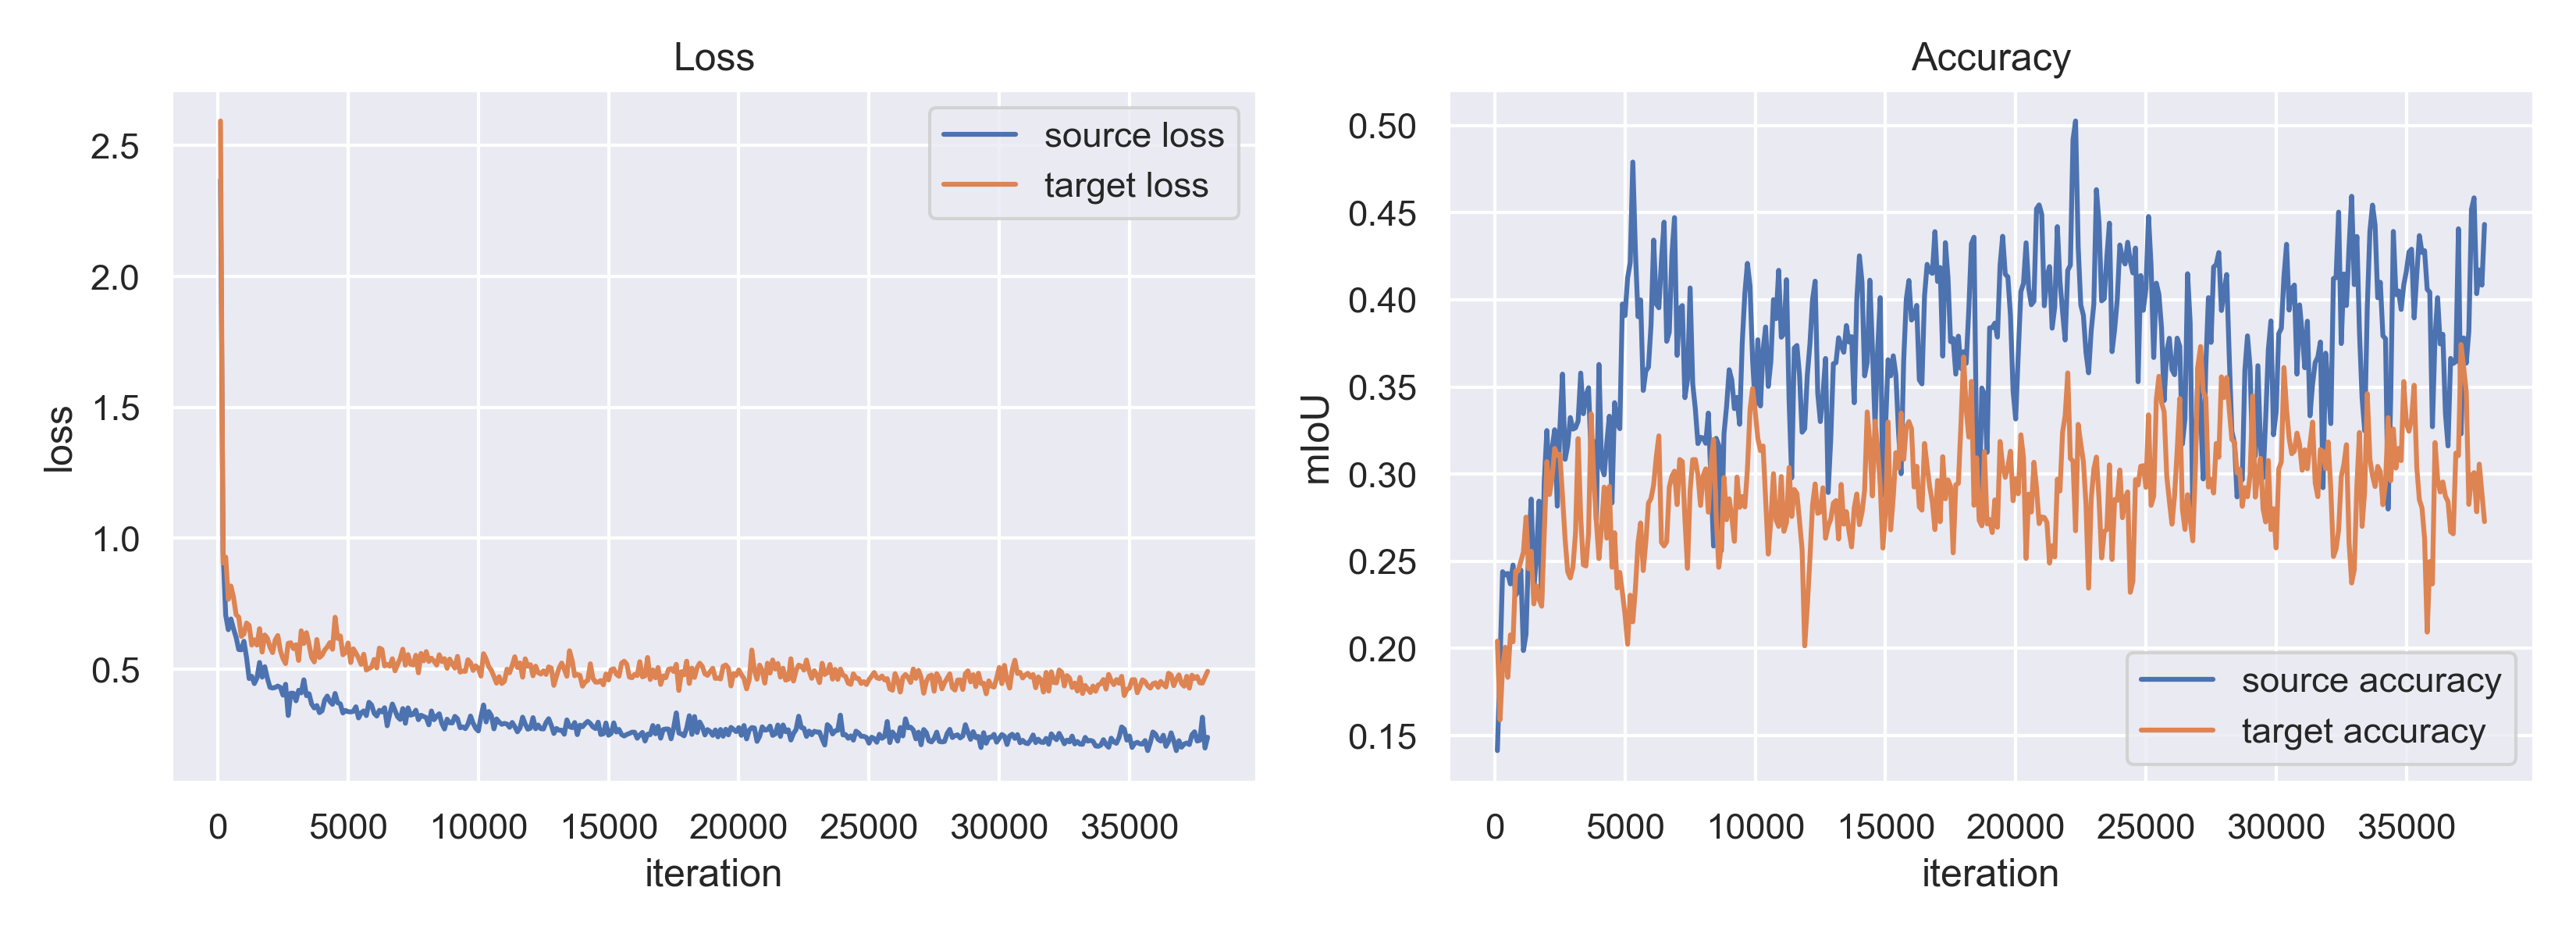 Loss
2.5
2.0
1.5
1.0
0.5
loss
source loss
target loss
0 5000 10000 15000 20000 25000 30000 35000
iteration
Accuracy
0.50
0.45
0.40
0.35
0.30
0.25
0.20
0.15
mIoU
source accuracy
target accuracy
0 5000 10000 15000 20000 25000 30000 35000
iteration